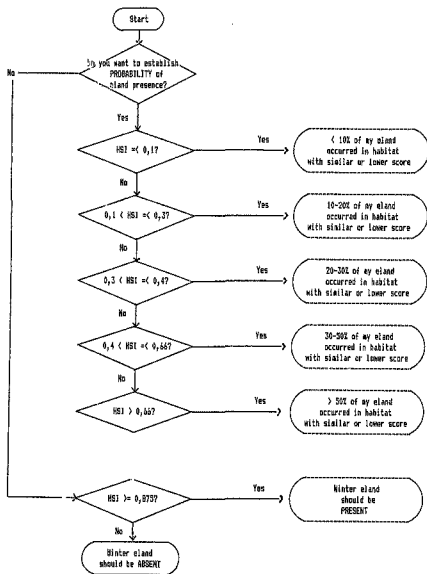 Start
Do you want to establish
PROBABILITY of
eland presence?
No
Yes
HSI =< 0,1?
Yes
< 10% of my eland
occurred in habitat
with similar or lower score
No
0,1 < HSI =< 0,3?
Yes
10-20% of my eland
occurred in habitat
with similar or lower score
No
0,3 < HSI =< 0,4?
Yes
20-30% of my eland
occurred in habitat
with similar or lower score
No
0,4 < HSI =< 0,66?
Yes
30-50% of my eland
occurred in habitat
with similar or lower score
No
HSI > 0,66?
Yes
> 50% of my eland
occurred in habitat
with similar or lower score
HSI >= 0,875?
Yes
Winter eland
should be
PRESENT
No
Winter eland
should be ABSENT